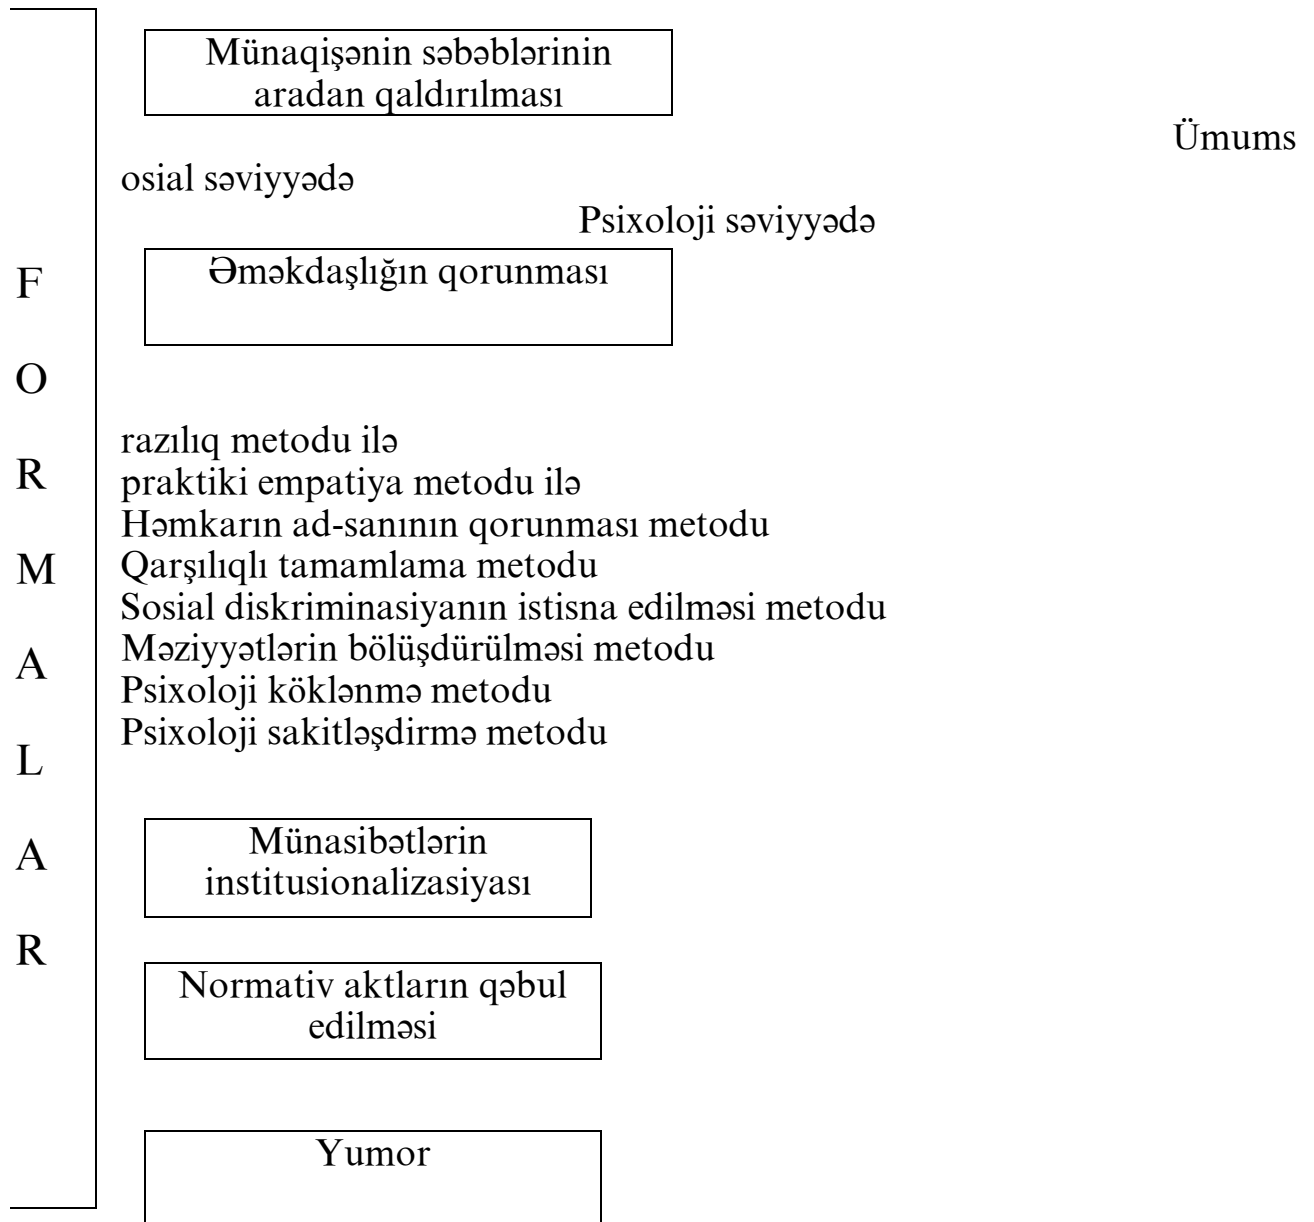 Münaqişənin səbəblərinin
aradan qaldırılması
Ümums
osial səviyyədə
Psixoloji səviyyədə
Əməkdaşlığın qorunması
razılıq metodu ilə
praktiki empatiya metodu ilə
Həmkarın ad-sanının qorunması metodu
Qarşılıqlı tamamlama metodu
Sosial diskriminasiyanın istisna edilməsi metodu
Məziyyətlərin bölüşdürülməsi metodu
Psixoloji köklənmə metodu
Psixoloji sakitləşdirmə metodu
Münasibətlərin
institusionalizasiyası
Normativ aktların qəbul
edilməsi
Yumor
F
O
R
M
A
L
A
R